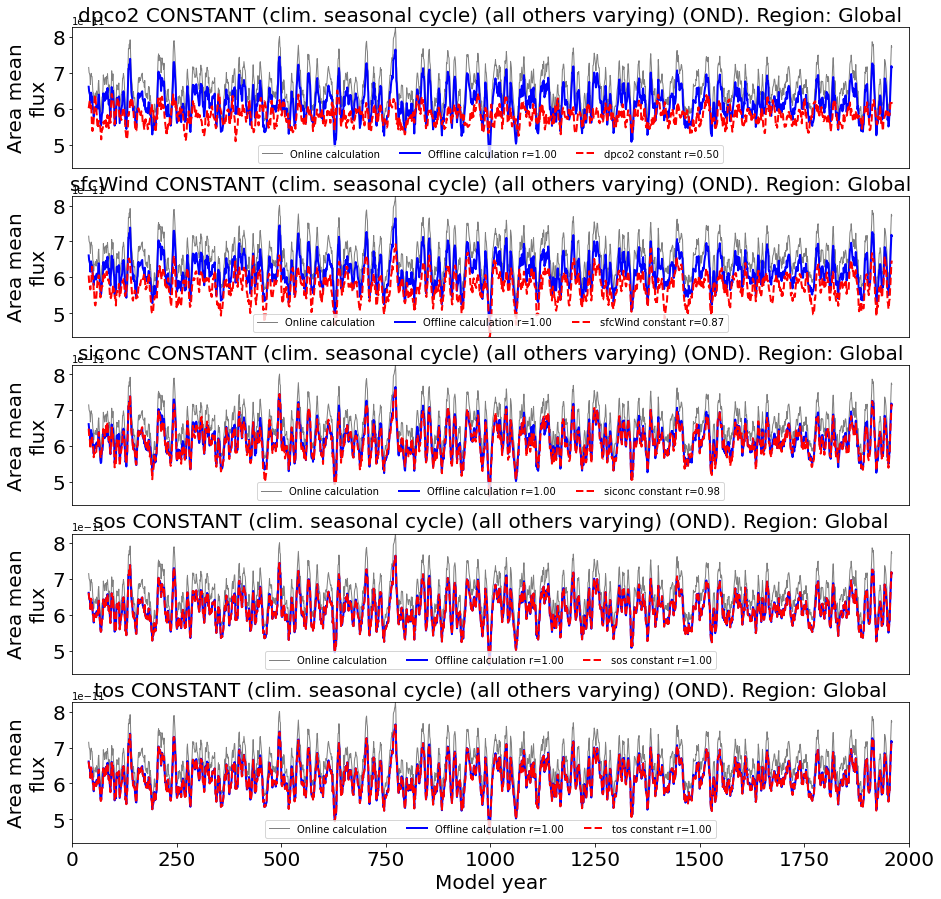 dpco2 CONSTANT (clim. seasonal cycle) (all others varying) (OND). Region: Global
1e−11
Area mean
flux
8
7
6
5
Online calculation
Offline calculation r=1.00
dpco2 constant r=0.50
sfcWind CONSTANT (clim. seasonal cycle) (all others varying) (OND). Region: Global
1e−11
Area mean
flux
8
7
6
5
Online calculation
Offline calculation r=1.00
sfcWind constant r=0.87
siconc CONSTANT (clim. seasonal cycle) (all others varying) (OND). Region: Global
1e−11
Area mean
flux
8
7
6
5
Online calculation
Offline calculation r=1.00
siconc constant r=0.98
sos CONSTANT (clim. seasonal cycle) (all others varying) (OND). Region: Global
1e−11
Area mean
flux
8
7
6
5
Online calculation
Offline calculation r=1.00
sos constant r=1.00
tos CONSTANT (clim. seasonal cycle) (all others varying) (OND). Region: Global
1e−11
Area mean
flux
8
7
6
5
Online calculation
Offline calculation r=1.00
tos constant r=1.00
0 250 500 750 1000 1250 1500 1750 2000
Model year